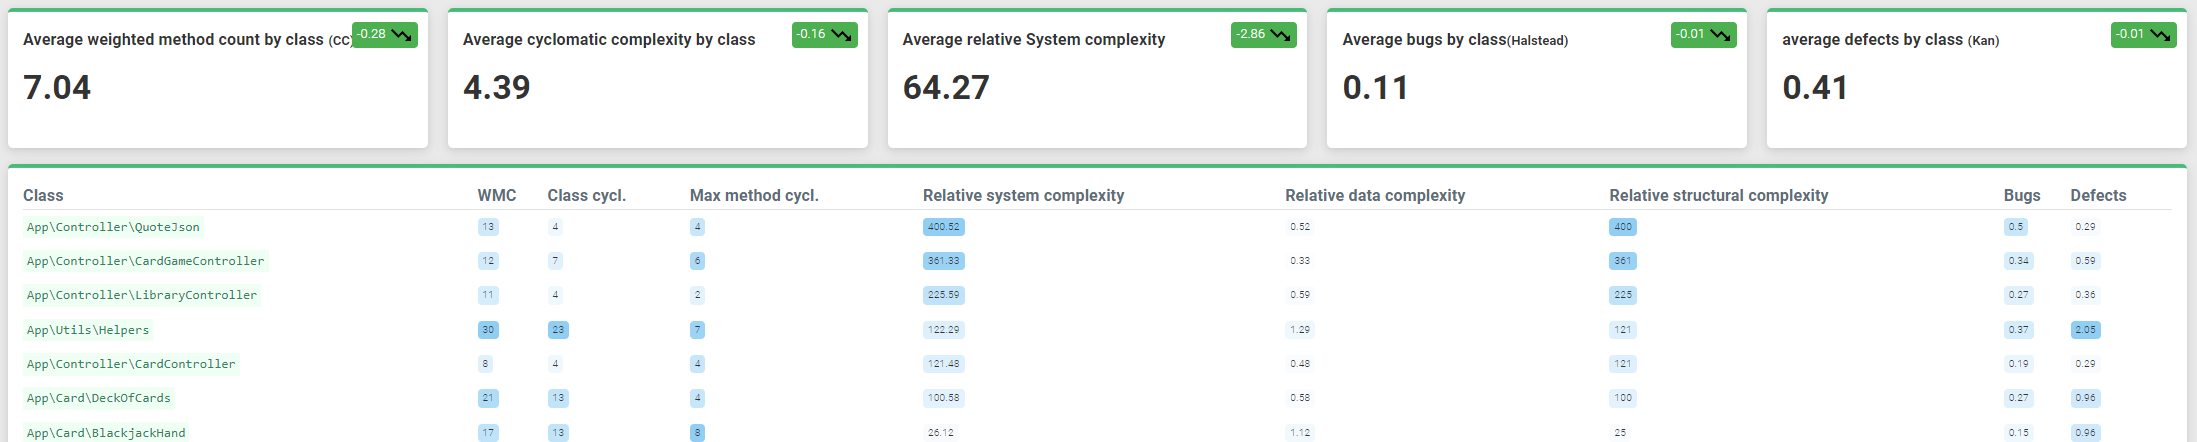 Average weighted method count by class (CC) -0.28
7.04
Average cyclomatic complexity by class -0.16
4.39
Average relative System complexity -2.86
64.27
Average bugs by class(Halstead) -0.01
0.11
average defects by class (Kan) -0.01
0.41
Class WMC Class cycl. Max method cycl. Relative system complexity Relative data complexity Relative structural complexity Bugs Defects
App\Controller\QuoteJson 13 4 4 400.52 0.52 400 0.5 0.29
App\Controller\CardGameController 12 7 6 361.33 0.33 361 0.34 0.59
App\Controller\LibraryController 11 4 2 225.59 0.59 225 0.27 0.36
App\Utils\Helpers 30 23 7 122.29 1.29 121 0.37 2.05
App\Controller\CardController 8 4 4 121.48 0.48 121 0.19 0.29
App\Card\DeckOfCards 21 13 4 100.58 0.58 100 0.27 0.96
App\Card\BlackjackHand 17 13 8 26.12 1.12 25 0.15 0.96